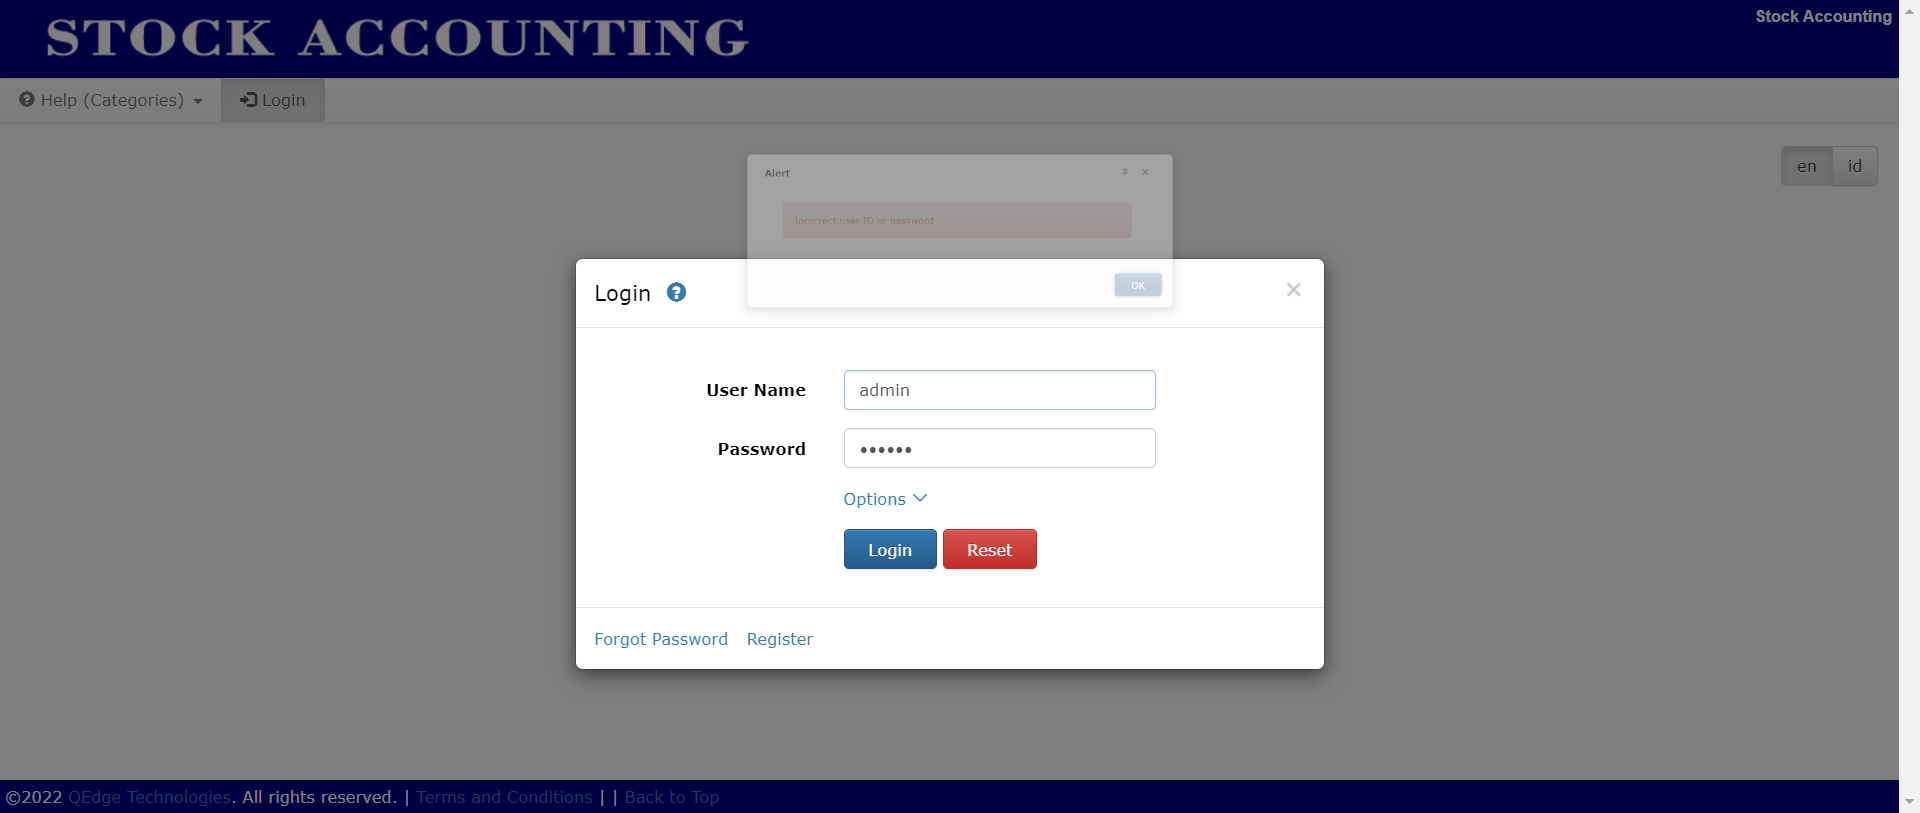 STOCK ACCOUNTING
Stock Accounting
Help (Categories)
Login
en
id
Alert
Incorrect user ID or password
OK
Login
User Name
admin
Password
••••••
Options
Login
Reset
Forgot Password
Register
©2022 QEdge Technologies. All rights reserved. | Terms and Conditions | | Back to Top